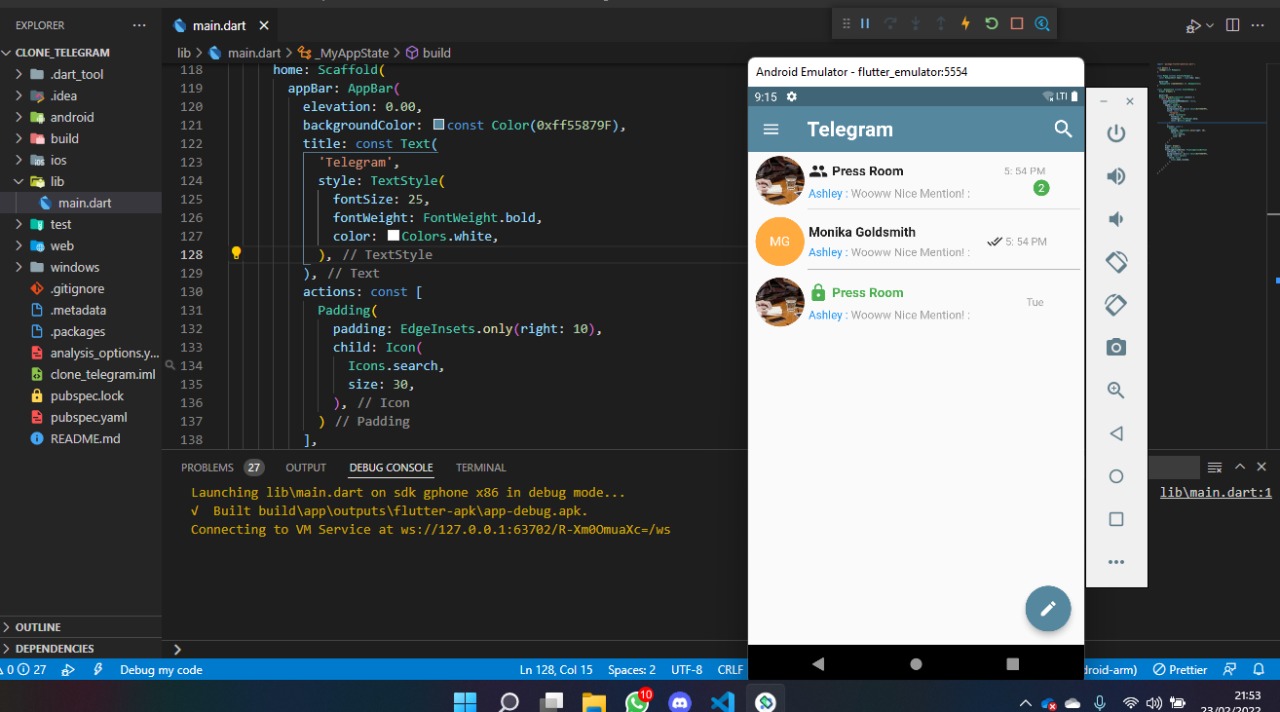 EXPLORER
CLONE_TELEGRAM
.dart_tool
.idea
android
build
ios
lib
main.dart
test
web
windows
.gitignore
.metadata
.packages
analysis_options.y...
clone_telegram.iml
pubspec.lock
pubspec.yaml
README.md
OUTLINE
DEPENDENCIES
main.dart
lib > main.dart > _MyAppState > build
118 home: Scaffold(
119 appBar: AppBar(
120 elevation: 0.00,
121 backgroundColor: const Color(0xff55879F),
122 title: const Text(
123 'Telegram',
124 style: TextStyle(
125 fontSize: 25,
126 fontWeight: FontWeight.bold,
127 color: Colors.white,
128 ), // TextStyle
129 ), // Text
130 actions: const [
131 Padding(
132 padding: EdgeInsets.only(right: 10),
133 child: Icon(
134 Icons.search,
135 size: 30,
136 ), // Icon
137 ) // Padding
138 ],
PROBLEMS 27 OUTPUT DEBUG CONSOLE TERMINAL
Launching lib\main.dart on sdk gphone x86 in debug mode...
√ Built build\app\outputs\flutter-apk\app-debug.apk.
Connecting to VM Service at ws://127.0.0.1:63702/R-Xm0OmuaXc=/ws
lib\main.dart:1
Android Emulator - flutter_emulator:5554
9:15 LTE
Telegram
Press Room 5: 54 PM
Ashley : Wooww Nice Mention! : 2
MG
Monika Goldsmith 5: 54 PM
Ashley : Wooww Nice Mention! :
Press Room Tue
Ashley : Wooww Nice Mention! :
0 27 Debug my code Ln 128, Col 15 Spaces: 2 UTF-8 CRLF droid-arm) Prettier
10
21:53
23/02/2022